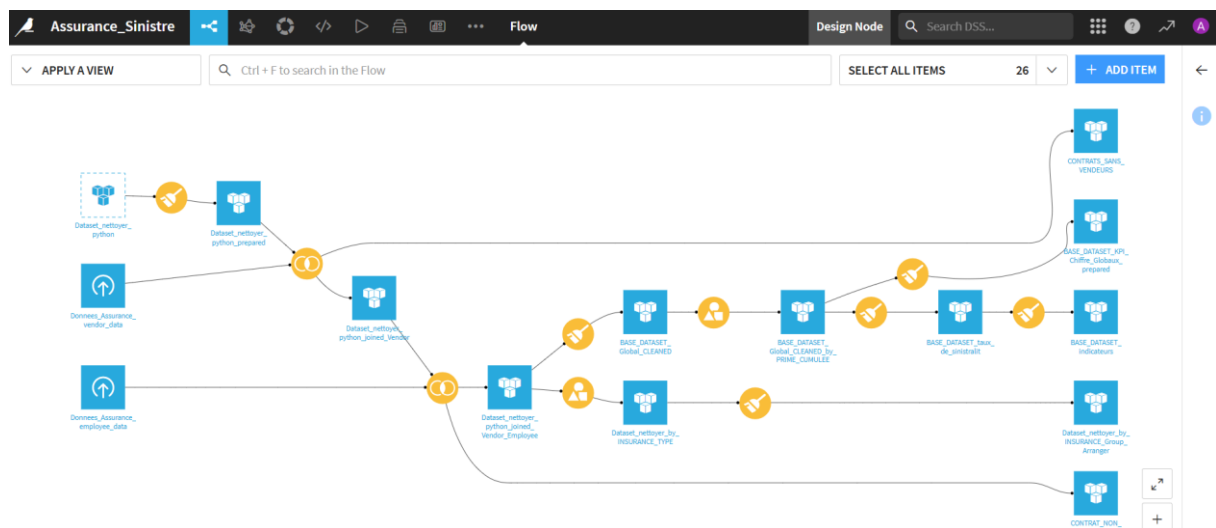 Assurance_Sinistre
Flow
Design Node
Search DSS...
A
APPLY A VIEW
Ctrl + F to search in the Flow
SELECT ALL ITEMS
26
+ ADD ITEM
CONTRATS_SANS_
VENDEURS
Dataset_nettoyer_
python
Dataset_nettoyer_
python_prepared
BASE_DATASET_KPI_
Chiffre_Globaux_
prepared
Donnees_Assurance_
vendor_data
Dataset_nettoyer_
python_joined_Vendor
BASE_DATASET_
Global_CLEANED
BASE_DATASET_
Global_CLEANED_by_
PRIME_CUMULEE
BASE_DATASET_taux_
de_sinistralit
BASE_DATASET_
indicateurs
Donnees_Assurance_
employee_data
Dataset_nettoyer_
python_joined_
Vendor_Employee
Dataset_nettoyer_by_
INSURANCE_TYPE
Dataset_nettoyer_by_
INSURANCE_Group_
Arranger
CONTRAT_NON_